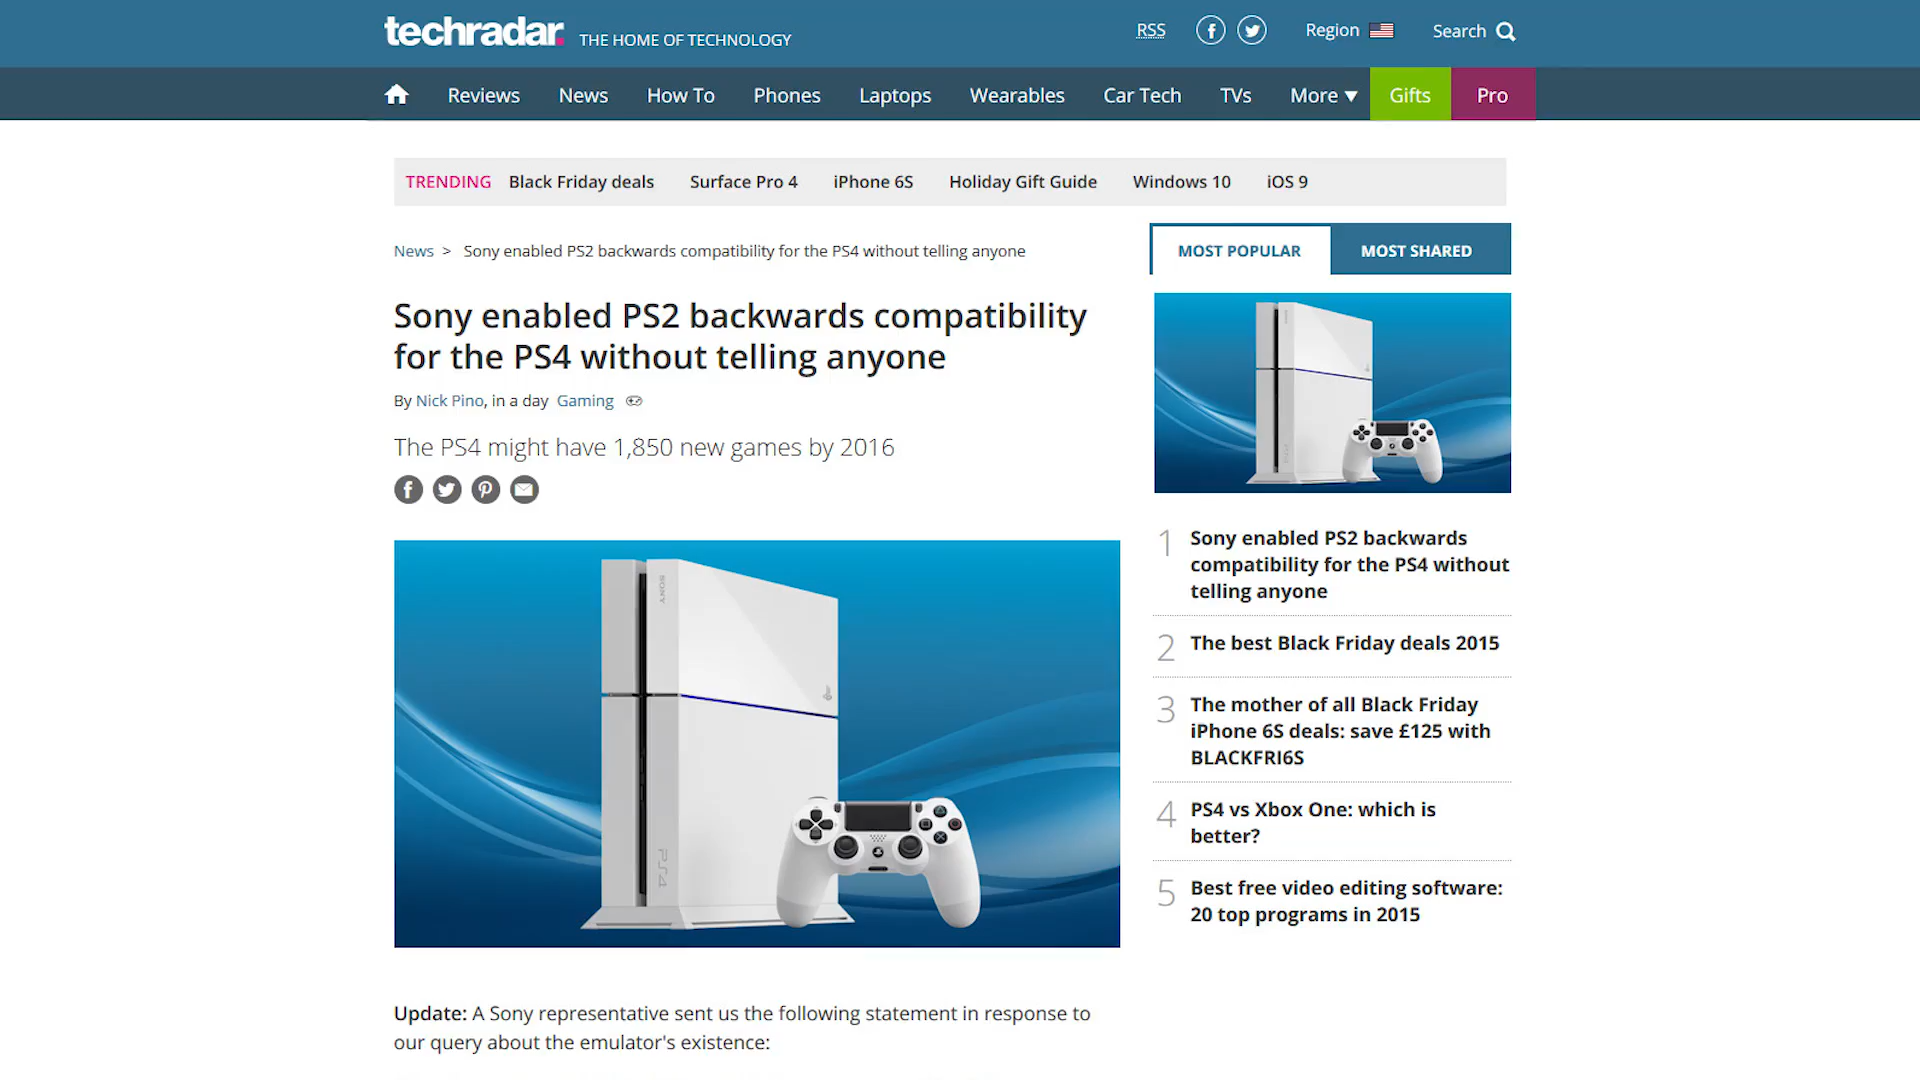 techradar. THE HOME OF TECHNOLOGY
RSS
Region
Search
Reviews News How To Phones Laptops Wearables Car Tech TVs More Gifts Pro
TRENDING Black Friday deals Surface Pro 4 iPhone 6S Holiday Gift Guide Windows 10 iOS 9
News > Sony enabled PS2 backwards compatibility for the PS4 without telling anyone
Sony enabled PS2 backwards compatibility
for the PS4 without telling anyone
By Nick Pino, in a day Gaming
The PS4 might have 1,850 new games by 2016
SONY
PS4
Update: A Sony representative sent us the following statement in response to
our query about the emulator's existence:
MOST POPULAR MOST SHARED
1 Sony enabled PS2 backwards
compatibility for the PS4 without
telling anyone
2 The best Black Friday deals 2015
3 The mother of all Black Friday
iPhone 6S deals: save £125 with
BLACKFRI6S
4 PS4 vs Xbox One: which is
better?
5 Best free video editing software:
20 top programs in 2015